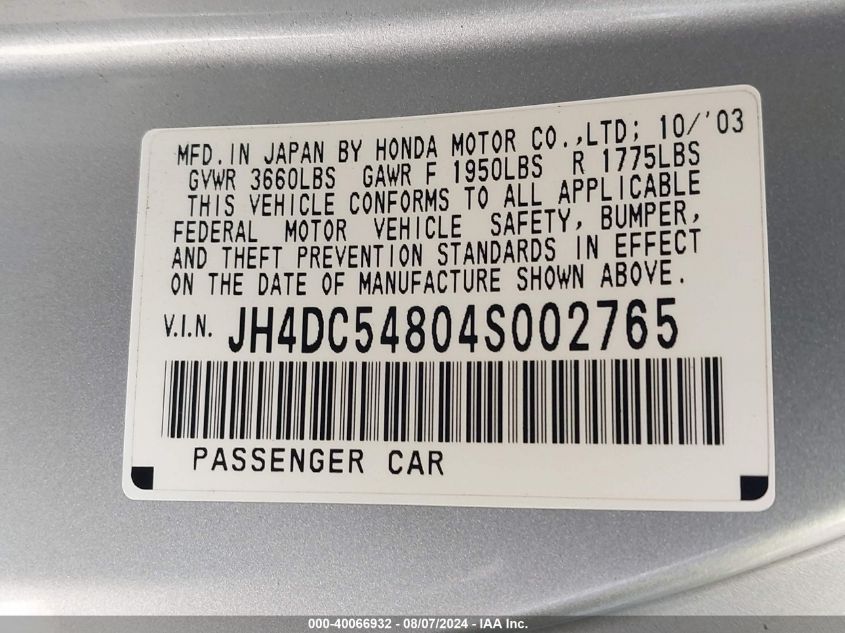 MFD. IN JAPAN BY HONDA MOTOR CO.,LTD; 10/'03
GVWR 3660LBS GAWR F 1950LBS R 1775LBS
THIS VEHICLE CONFORMS TO ALL APPLICABLE
FEDERAL MOTOR VEHICLE SAFETY, BUMPER,
AND THEFT PREVENTION STANDARDS IN EFFECT
ON THE DATE OF MANUFACTURE SHOWN ABOVE.
V.I.N. JH4DC54804S002765
PASSENGER CAR
000-40066932 - 08/07/2024 - IAA Inc.